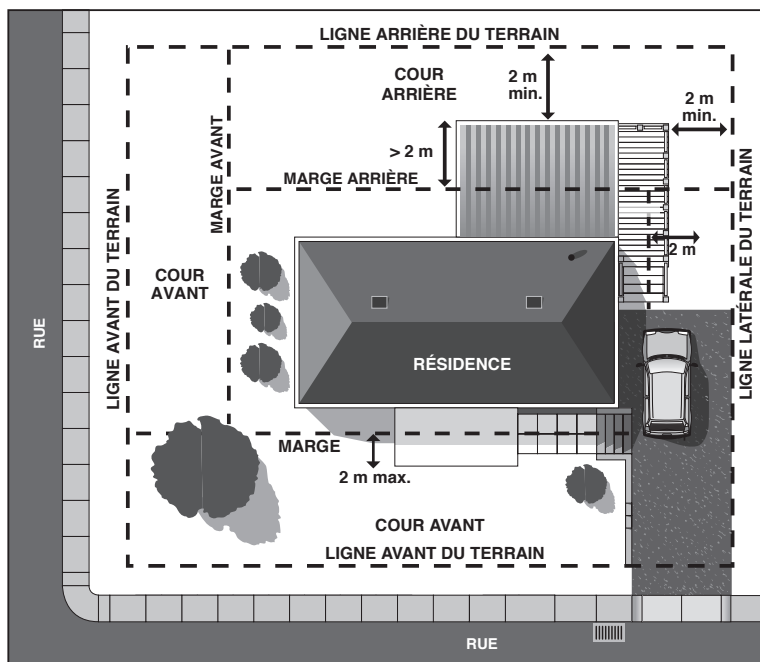 LIGNE ARRIÈRE DU TERRAIN
COUR
ARRIÈRE
2 m
min.
2 m
min.
> 2 m
MARGE AVANT
MARGE ARRIÈRE
LIGNE AVANT DU TERRAIN
COUR
AVANT
2 m
LIGNE LATÉRALE DU TERRAIN
RUE
RÉSIDENCE
MARGE
2 m max.
COUR AVANT
LIGNE AVANT DU TERRAIN
RUE